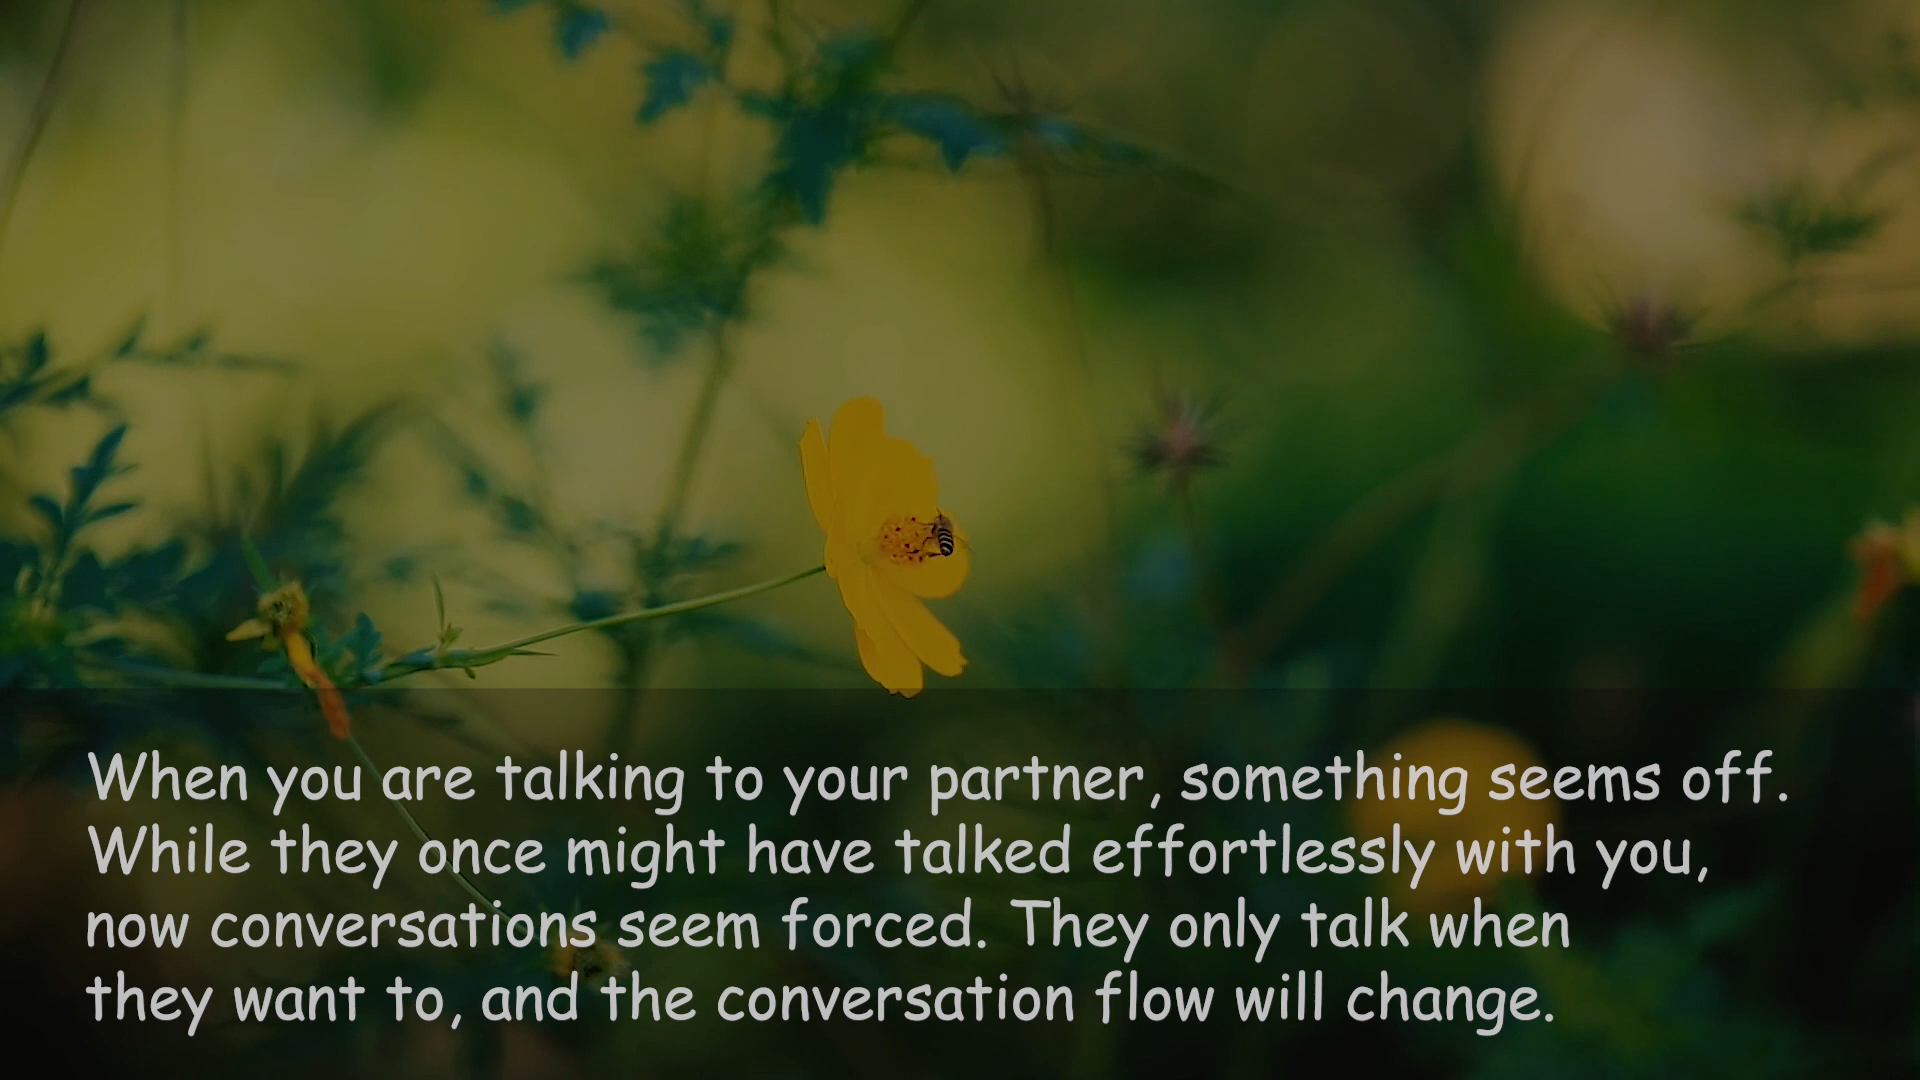 When you are talking to your partner, something seems off.
While they once might have talked effortlessly with you,
now conversations seem forced. They only talk when
they want to, and the conversation flow will change.